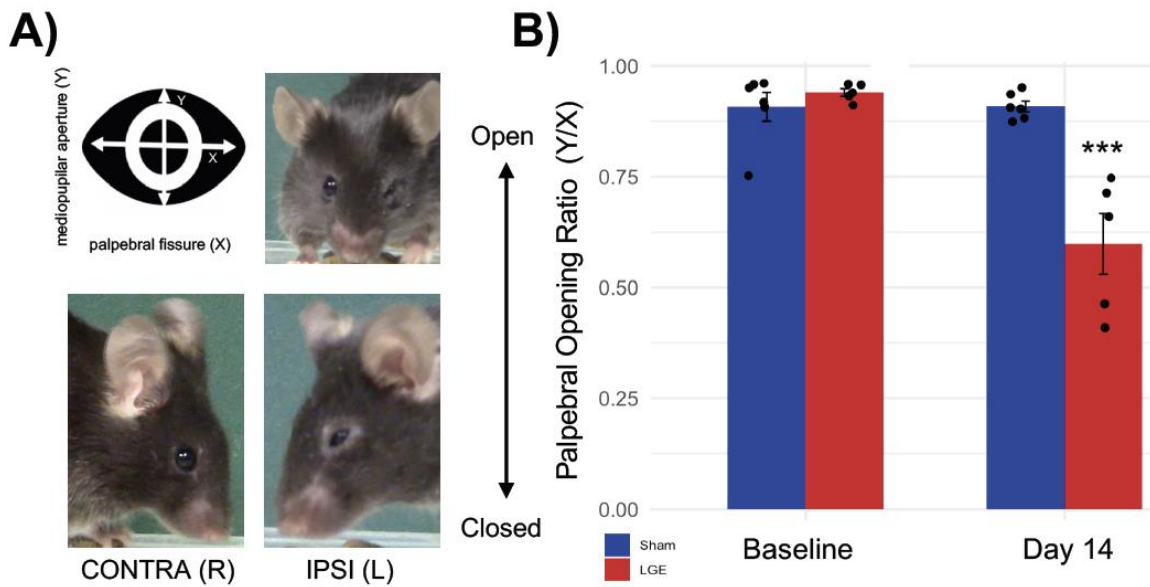 A)
mediopupilar aperture (Y)
Y
X
palpebral fissure (X)
CONTRA (R)
IPSI (L)
Open
Closed
B)
Palpebral Opening Ratio (Y/X)
1.00
0.75
0.50
0.25
0.00
***
Sham
LGE
Baseline
Day 14